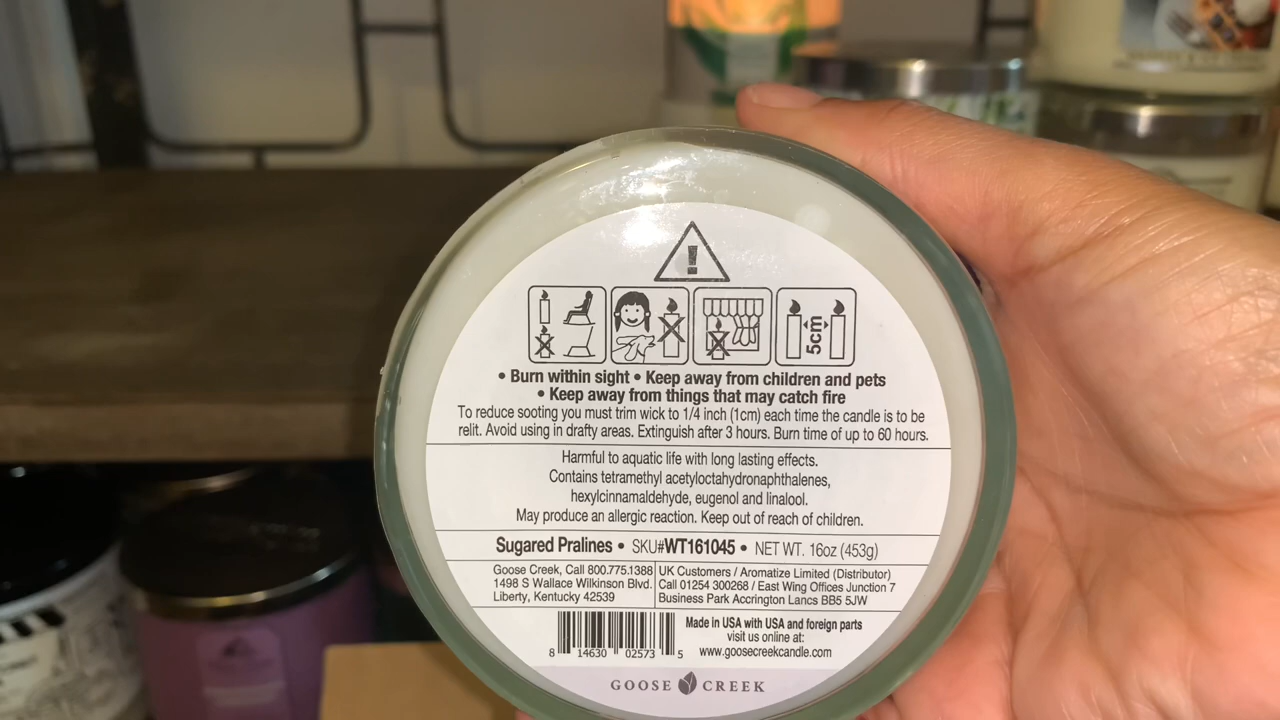 !
5cm
• Burn within sight • Keep away from children and pets
• Keep away from things that may catch fire
To reduce sooting you must trim wick to 1/4 inch (1cm) each time the candle is to be
relit. Avoid using in drafty areas. Extinguish after 3 hours. Burn time of up to 60 hours.
Harmful to aquatic life with long lasting effects.
Contains tetramethyl acetyloctahydronaphthalenes,
hexylcinnamaldehyde, eugenol and linalool.
May produce an allergic reaction. Keep out of reach of children.
Sugared Pralines • SKU#WT161045 • NET WT. 16oz (453g)
Goose Creek, Call 800.775.1388
1498 S Wallace Wilkinson Blvd.
Liberty, Kentucky 42539
UK Customers / Aromatize Limited (Distributor)
Call 01254 300268 / East Wing Offices Junction 7
Business Park Accrington Lancs BB5 5JW
8 14630 02573 5
Made in USA with USA and foreign parts
visit us online at:
www.goosecreekcandle.com
GOOSE CREEK